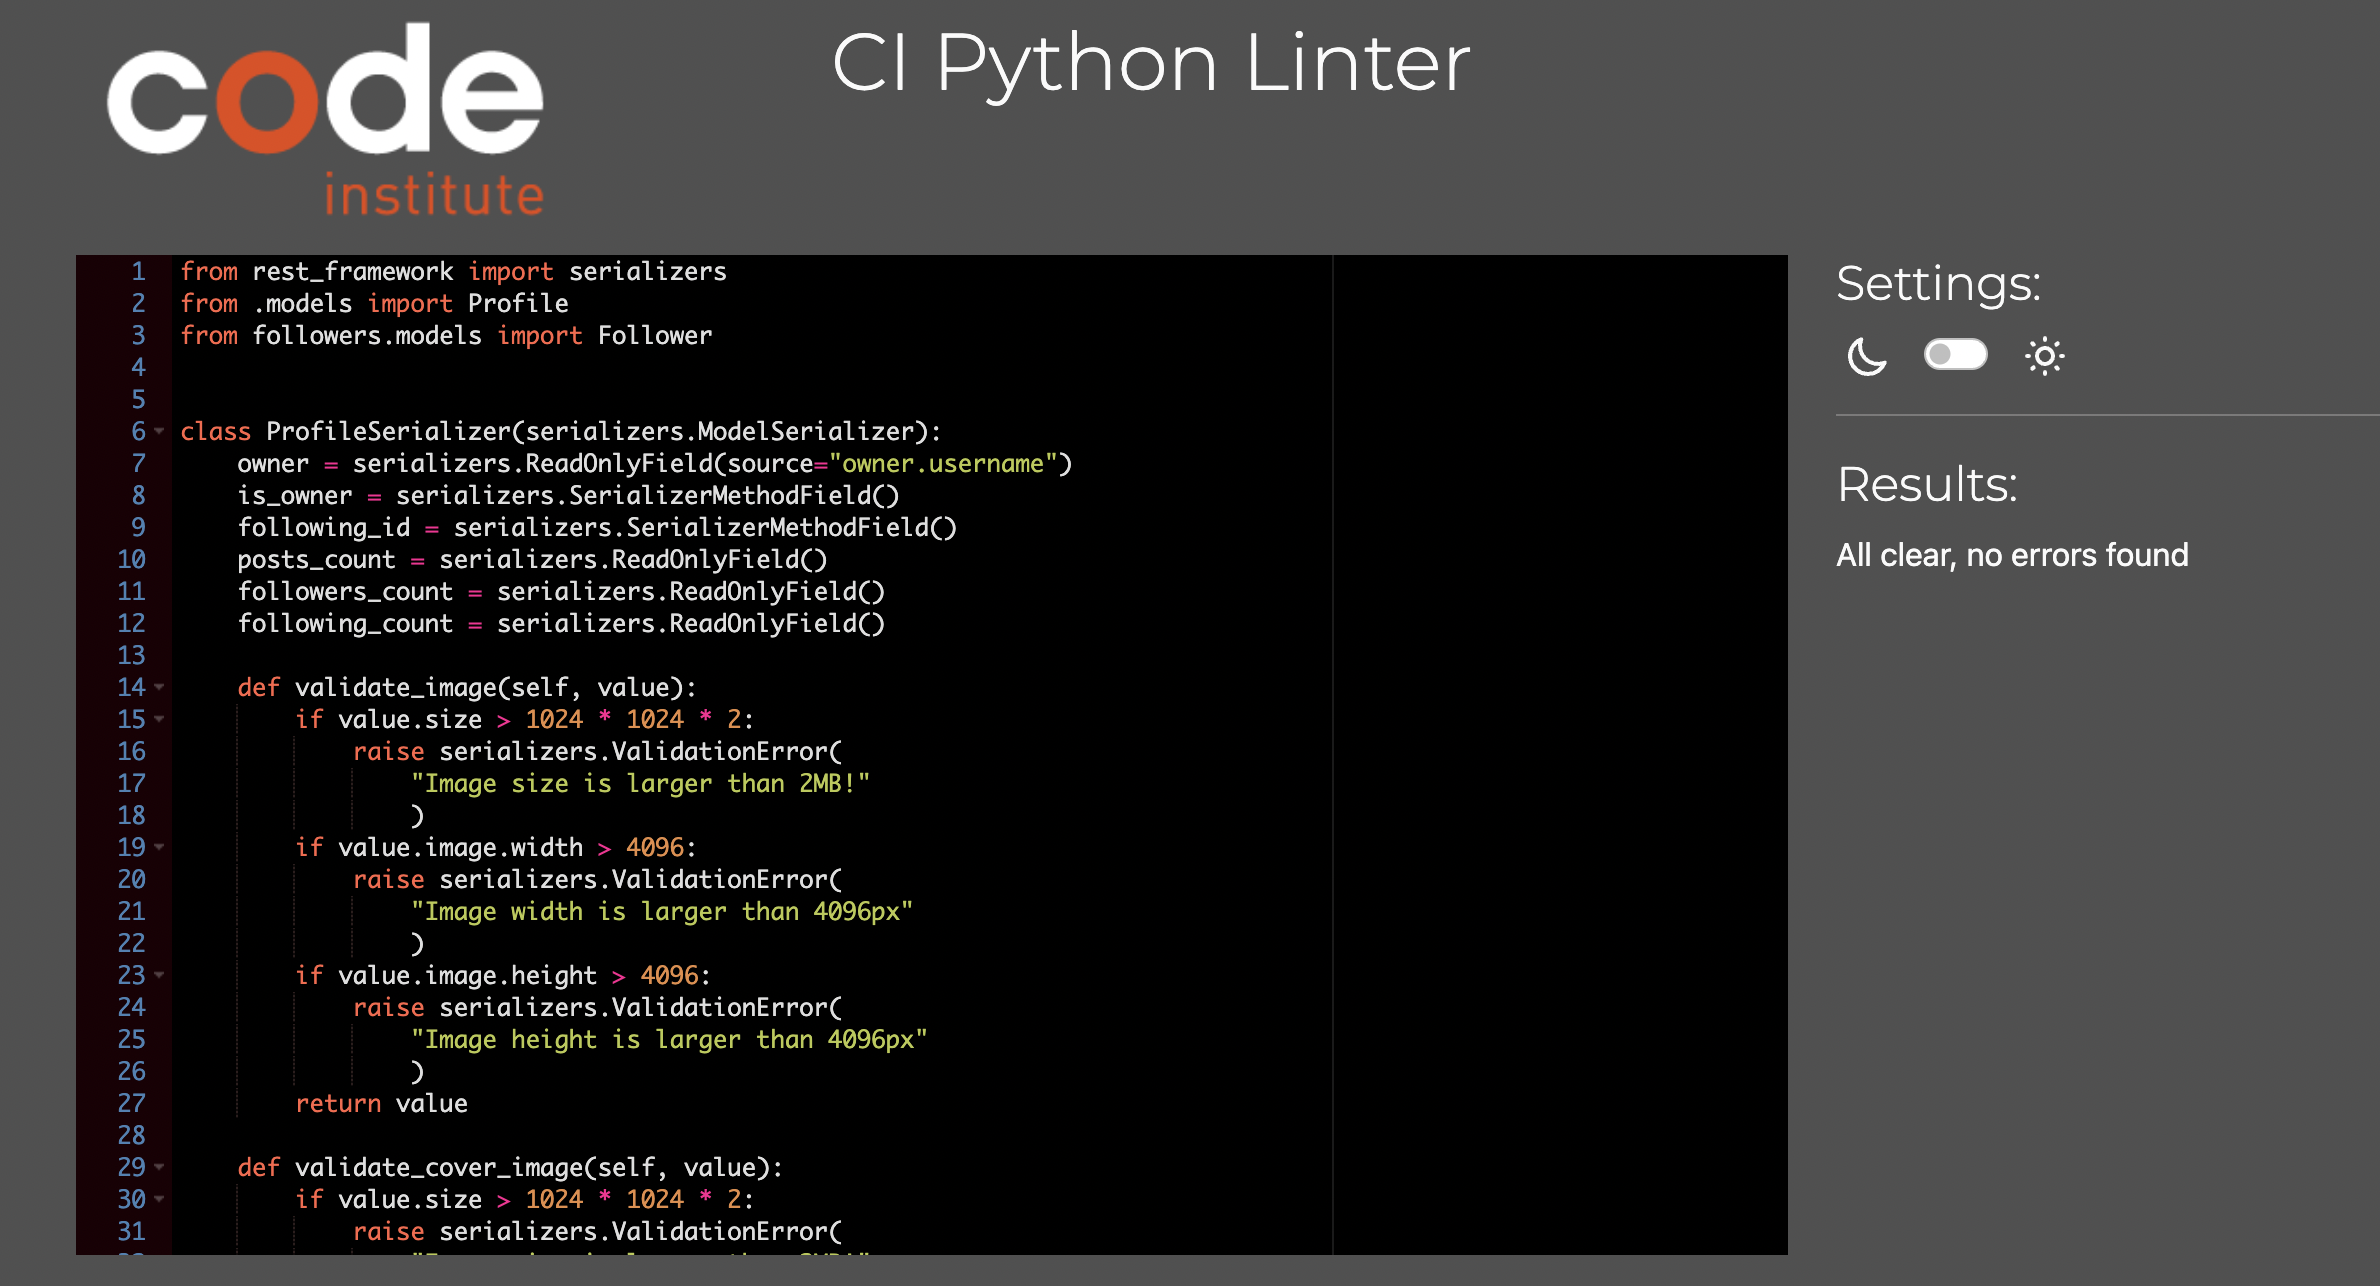 code
institute
CI Python Linter
1 from rest_framework import serializers
2 from .models import Profile
3 from followers.models import Follower
4
5
6 class ProfileSerializer(serializers.ModelSerializer):
7     owner = serializers.ReadOnlyField(source="owner.username")
8     is_owner = serializers.SerializerMethodField()
9     following_id = serializers.SerializerMethodField()
10     posts_count = serializers.ReadOnlyField()
11     followers_count = serializers.ReadOnlyField()
12     following_count = serializers.ReadOnlyField()
13
14     def validate_image(self, value):
15         if value.size > 1024 * 1024 * 2:
16             raise serializers.ValidationError(
17                 "Image size is larger than 2MB!"
18                 )
19         if value.image.width > 4096:
20             raise serializers.ValidationError(
21                 "Image width is larger than 4096px"
22                 )
23         if value.image.height > 4096:
24             raise serializers.ValidationError(
25                 "Image height is larger than 4096px"
26                 )
27         return value
28
29     def validate_cover_image(self, value):
30         if value.size > 1024 * 1024 * 2:
31             raise serializers.ValidationError(
Settings:
Results:
All clear, no errors found